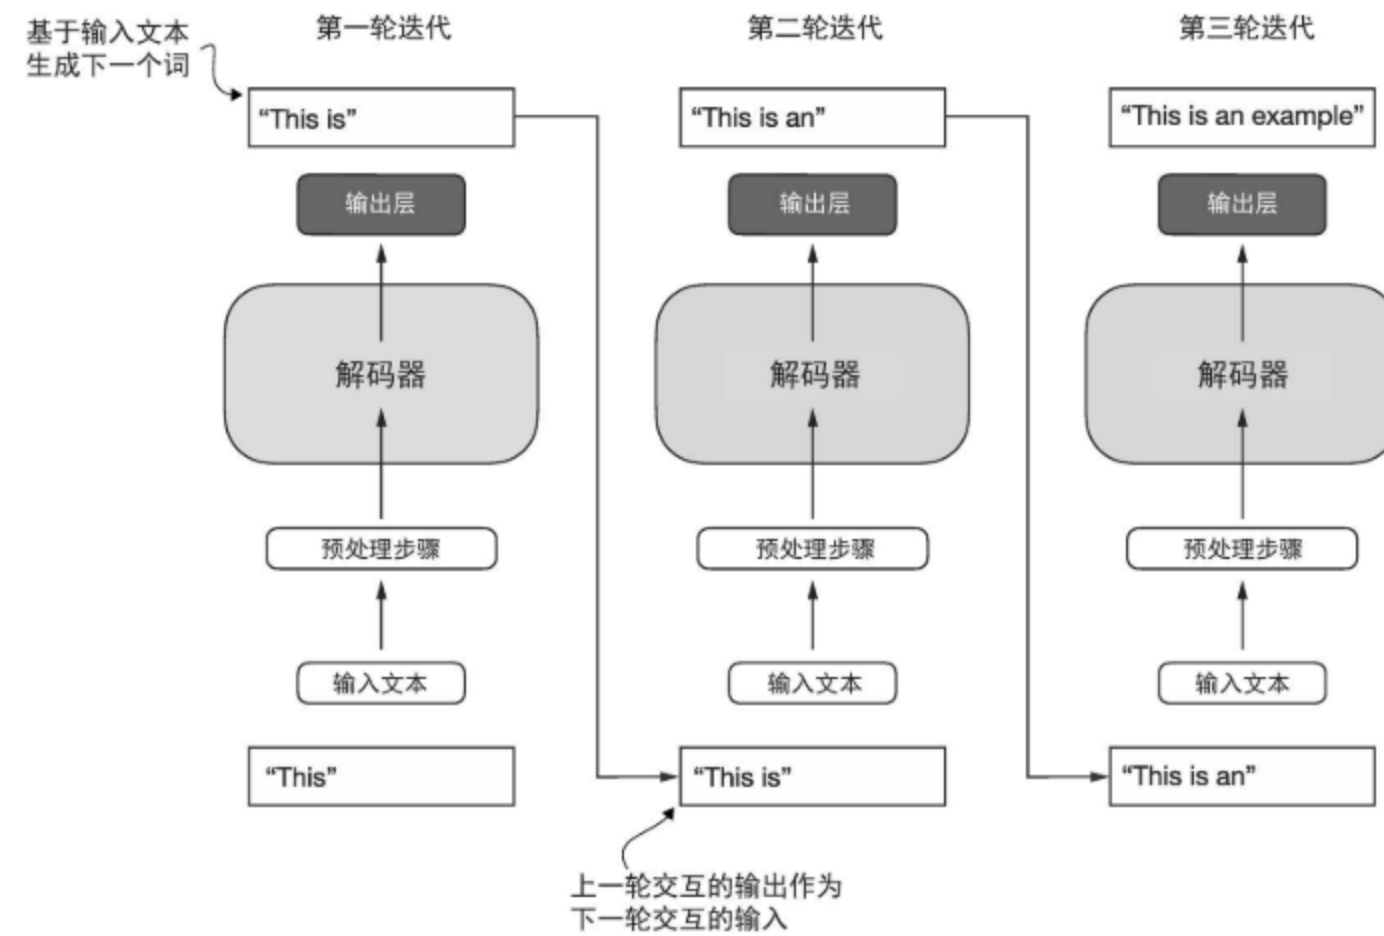 基于输入文本
生成下一个词
第一轮迭代
“This is”
输出层
解码器
预处理步骤
输入文本
“This”
第二轮迭代
“This is an”
输出层
解码器
预处理步骤
输入文本
“This is”
上一轮交互的输出作为
下一轮交互的输入
第三轮迭代
“This is an example”
输出层
解码器
预处理步骤
输入文本
“This is an”